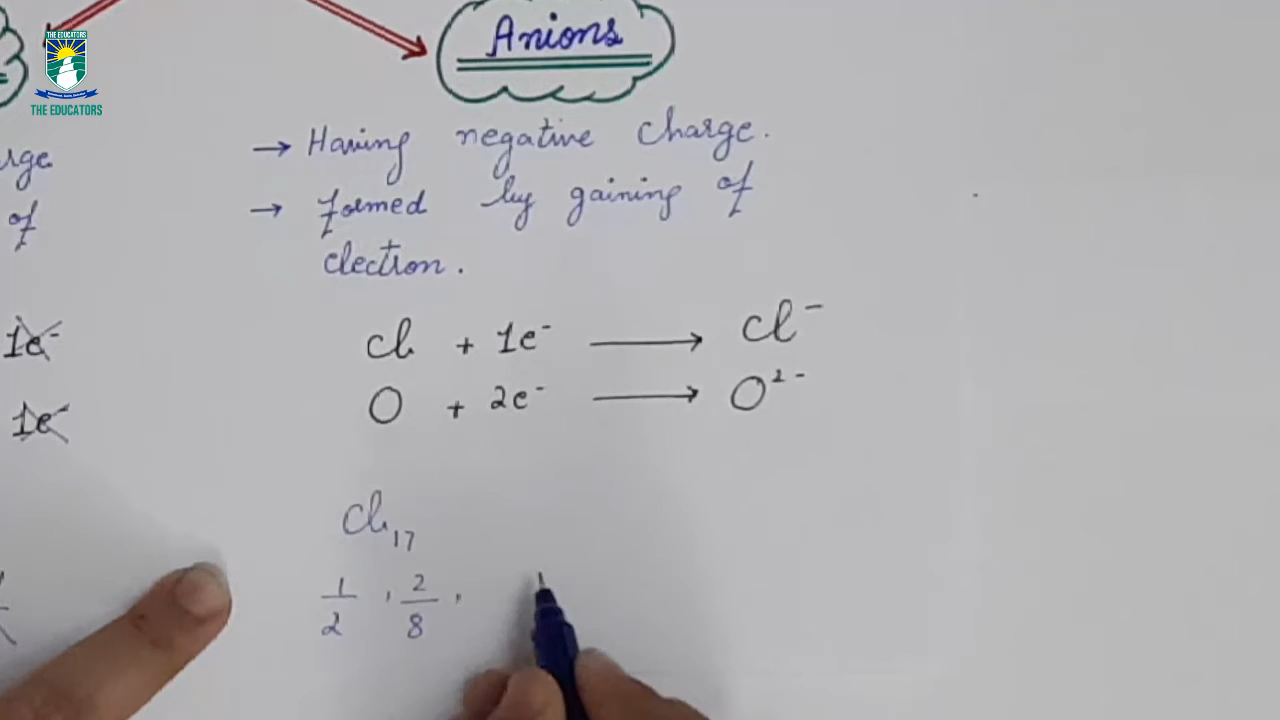 Anions
THE EDUCATORS
THE EDUCATORS
→ Having negative charge.
rge
→ formed by gaining of
of
electron.
Cl + 1e⁻ → Cl⁻
1e⁻
O + 2e⁻ → O²⁻
1e⁻
Cl₁₇
1/2 , 2/8 ,